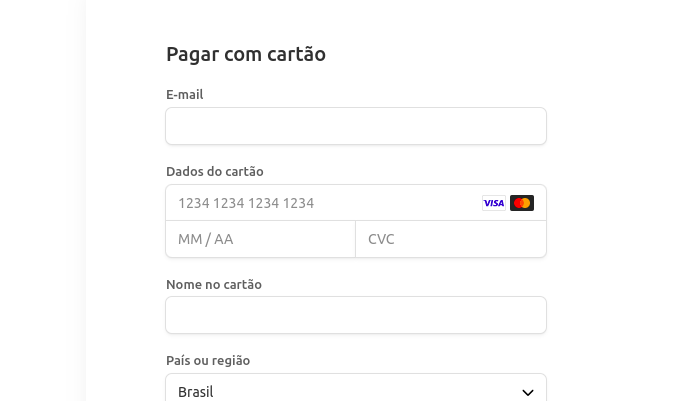 Pagar com cartão
E-mail
Dados do cartão
1234 1234 1234 1234 VISA
MM / AA CVC
Nome no cartão
País ou região
Brasil